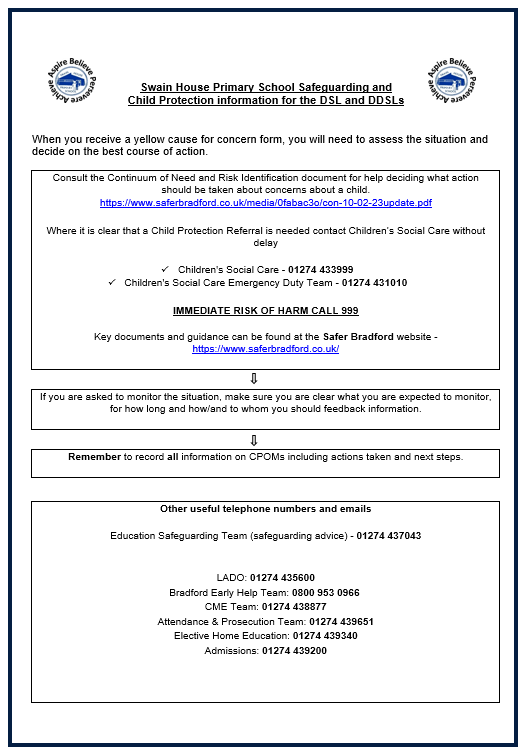 Aspire Believe
Achieve Persevere
Aspire Believe
Achieve Persevere
Swain House Primary School Safeguarding and
Child Protection information for the DSL and DDSLs
When you receive a yellow cause for concern form, you will need to assess the situation and
decide on the best course of action.
Consult the Continuum of Need and Risk Identification document for help deciding what action
should be taken about concerns about a child.
https://www.saferbradford.co.uk/media/0fabac3o/con-10-02-23update.pdf
Where it is clear that a Child Protection Referral is needed contact Children's Social Care without
delay
✓ Children's Social Care - 01274 433999
✓ Children's Social Care Emergency Duty Team - 01274 431010
IMMEDIATE RISK OF HARM CALL 999
Key documents and guidance can be found at the Safer Bradford website -
https://www.saferbradford.co.uk/
⇩
If you are asked to monitor the situation, make sure you are clear what you are expected to monitor,
for how long and how/and to whom you should feedback information.
⇩
Remember to record all information on CPOMs including actions taken and next steps.
Other useful telephone numbers and emails
Education Safeguarding Team (safeguarding advice) - 01274 437043
LADO: 01274 435600
Bradford Early Help Team: 0800 953 0966
CME Team: 01274 438877
Attendance & Prosecution Team: 01274 439651
Elective Home Education: 01274 439340
Admissions: 01274 439200